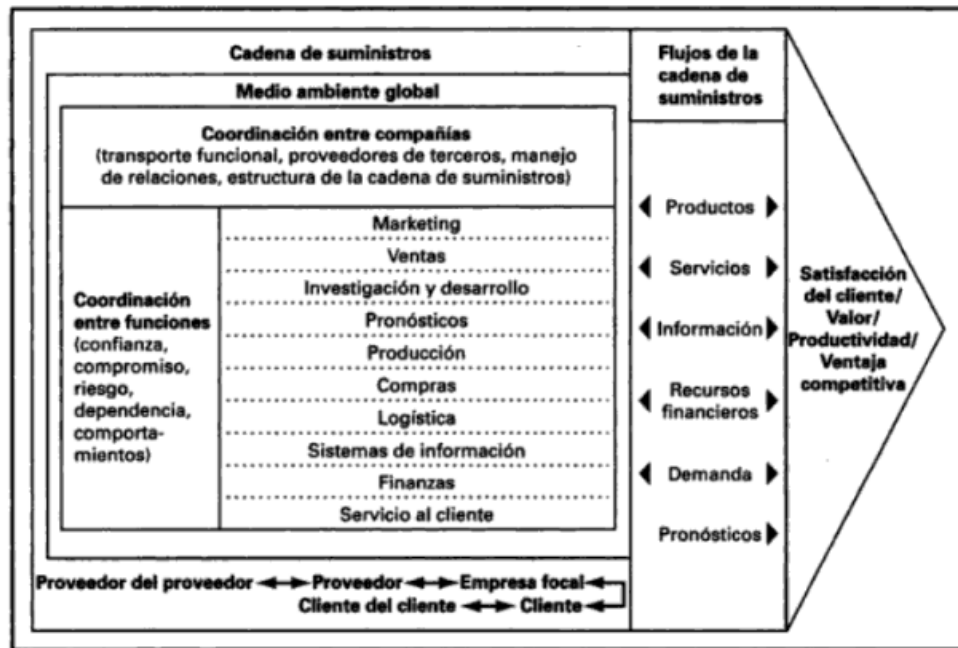 Cadena de suministros
Medio ambiente global
Coordinación entre compañías
(transporte funcional, proveedores de terceros, manejo
de relaciones, estructura de la cadena de suministros)
Coordinación
entre funciones
(confianza,
compromiso,
riesgo,
dependencia,
comporta-
mientos)
Marketing
Ventas
Investigación y desarrollo
Pronósticos
Producción
Compras
Logística
Sistemas de información
Finanzas
Servicio al cliente
Proveedor del proveedor Proveedor Empresa focal
Cliente del cliente Cliente
Flujos de la
cadena de
suministros
Productos
Servicios
Información
Recursos
financieros
Demanda
Pronósticos
Satisfacción
del cliente/
Valor/
Productividad/
Ventaja
competitiva